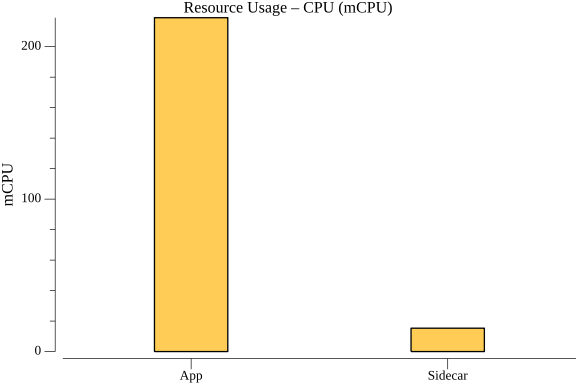 Resource Usage – CPU (mCPU)
mCPU
200
100
0
App
Sidecar